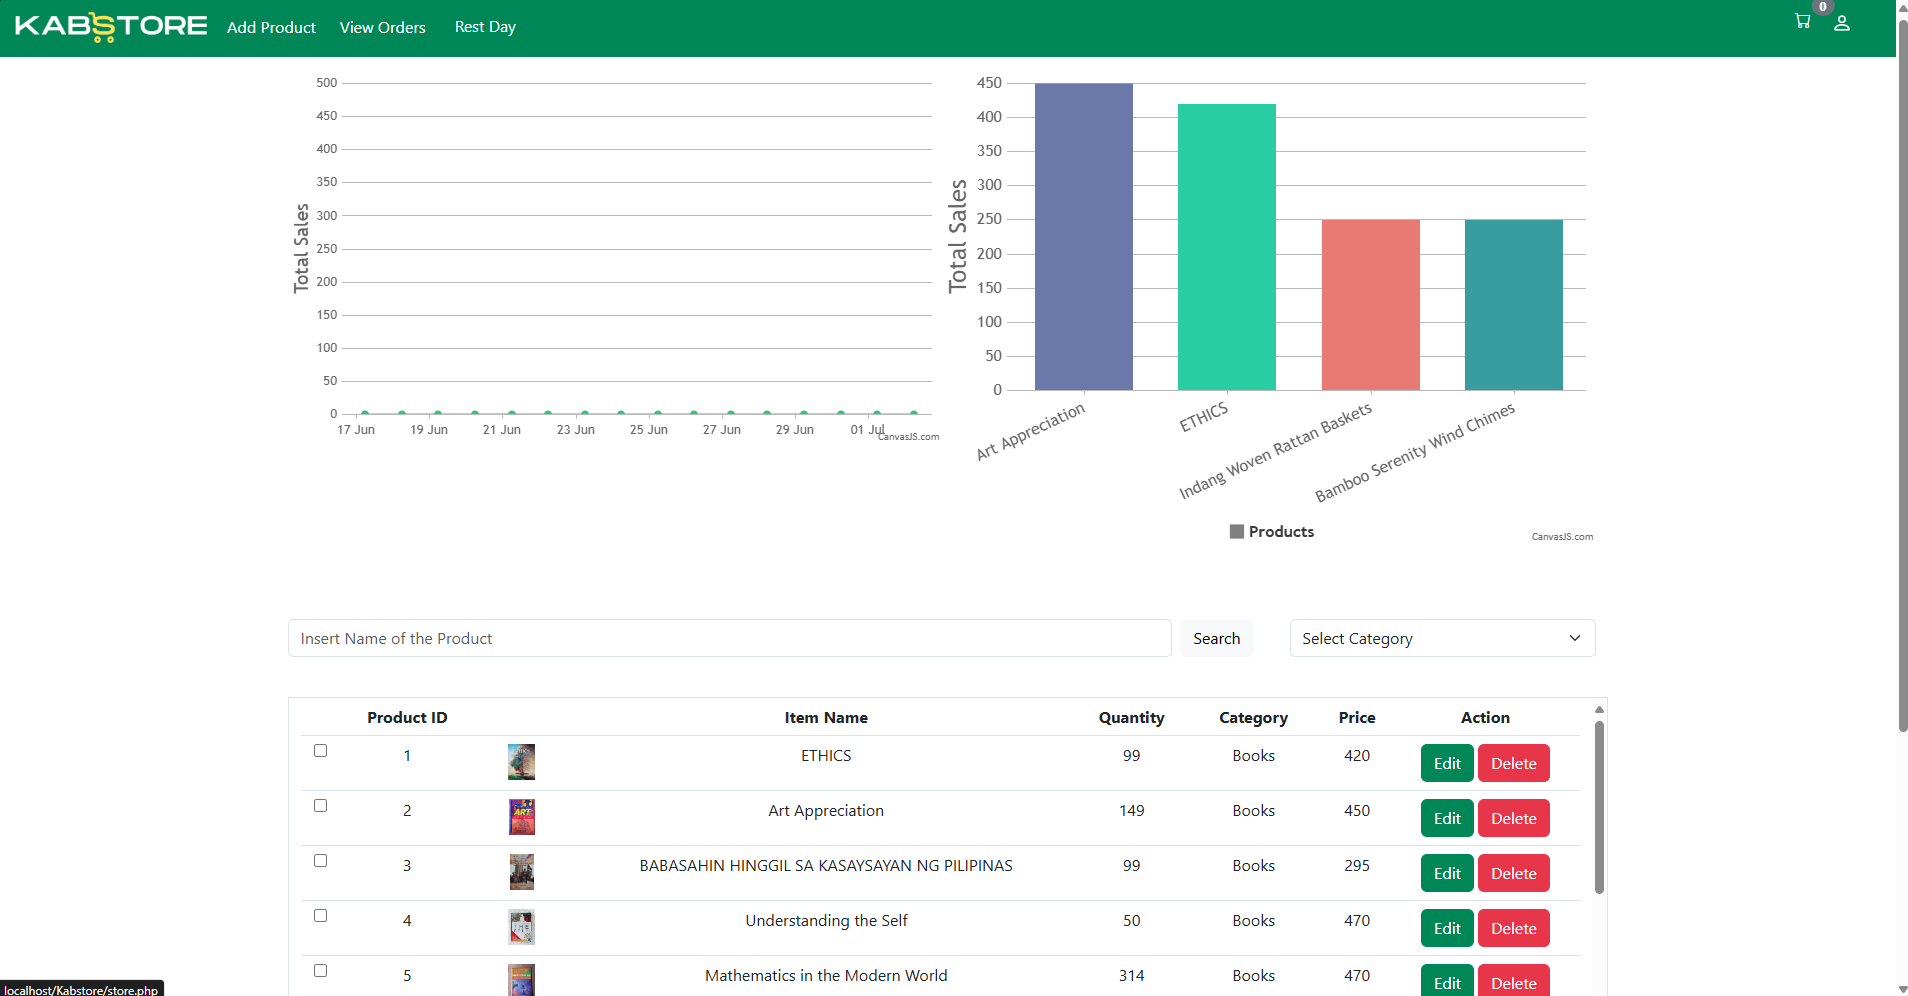 KABSTORE Add Product View Orders Rest Day 0
Total Sales
500
450
400
350
300
250
200
150
100
50
0
17 Jun 19 Jun 21 Jun 23 Jun 25 Jun 27 Jun 29 Jun 01 Jul
CanvasJS.com
Total Sales
450
400
350
300
250
200
150
100
50
0
Art Appreciation
ETHICS
Indang Woven Rattan Baskets
Bamboo Serenity Wind Chimes
Products
CanvasJS.com
Insert Name of the Product Search Select Category
Product ID Item Name Quantity Category Price Action
1 ETHICS 99 Books 420 Edit Delete
2 ART Art Appreciation 149 Books 450 Edit Delete
3 BABASAHIN HINGGIL SA KASAYSAYAN NG PILIPINAS 99 Books 295 Edit Delete
4 Understanding the Self 50 Books 470 Edit Delete
5 Mathematics in the Modern World 314 Books 470 Edit Delete
localhost/Kabstore/store.php